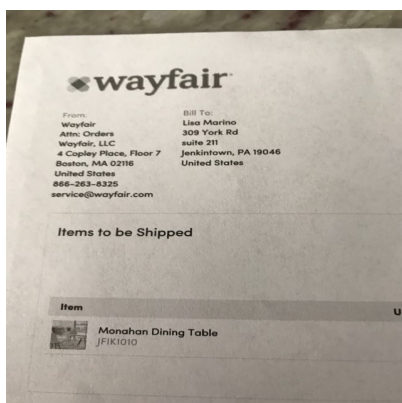 wayfair
From:
Wayfair
Attn: Orders
Wayfair, LLC
4 Copley Place, Floor 7
Boston, MA 02116
United States
866-263-8325
service@wayfair.com
Bill To:
Lisa Marino
309 York Rd
suite 211
Jenkintown, PA 19046
United States
Items to be Shipped
Item U
Monahan Dining Table
JFIK1010